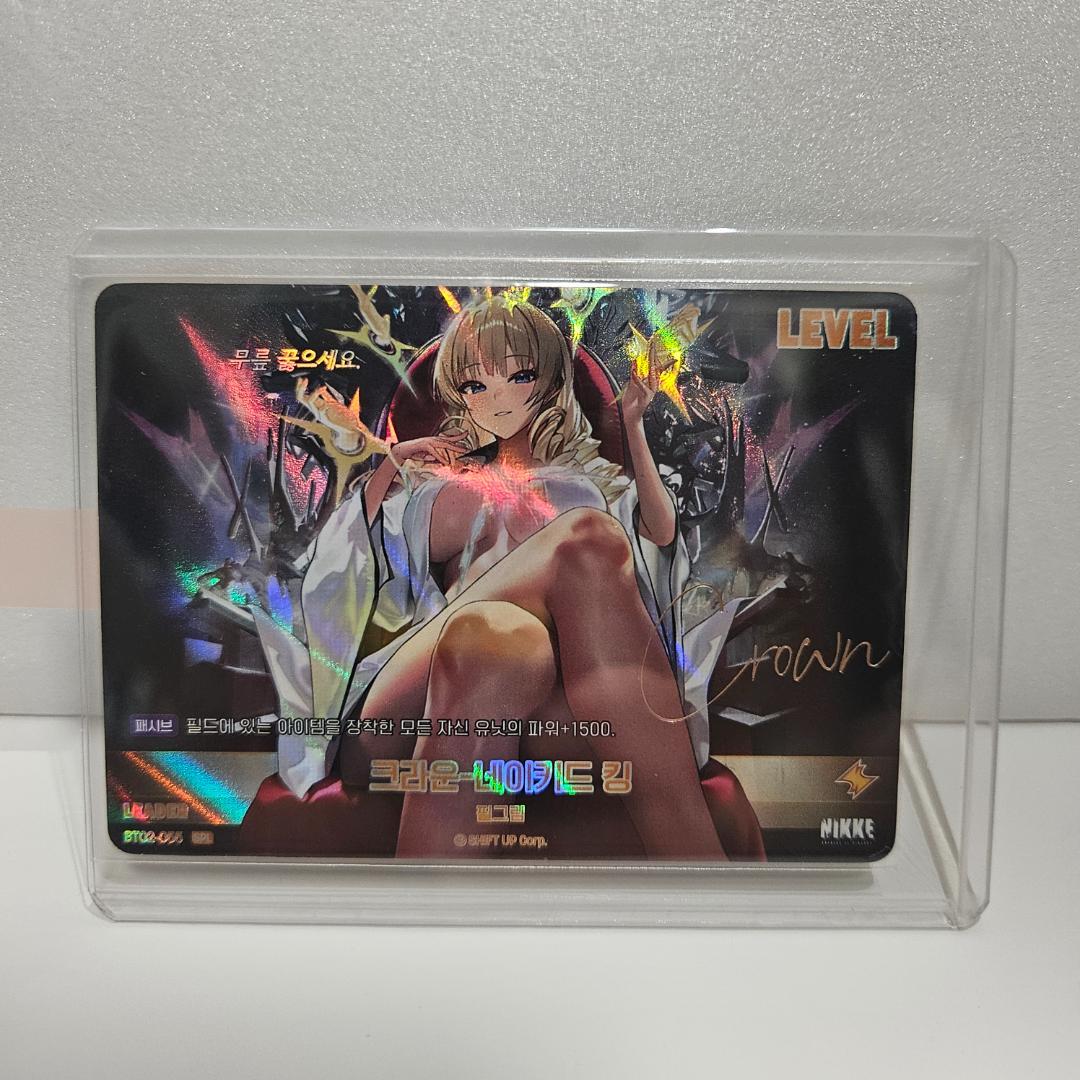 LEVEL
무릎 꿇으세요.
Crown
패시브 필드에 있는 아이템을 장착한 모든 자신 유닛의 파워+1500.
크라운-네이키드 킹
필그림
LEADER
BT02-055
© SHIFT UP Corp.
NIKKE